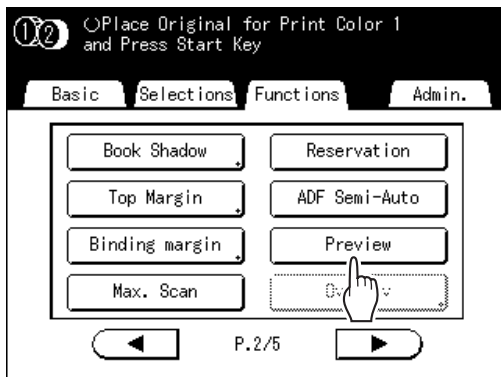 ①② Place Original for Print Color 1
and Press Start Key
Basic Selections Functions Admin.
Book Shadow Reservation
Top Margin ADF Semi-Auto
Binding margin Preview
Max. Scan
P.2/5